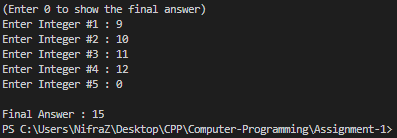 (Enter 0 to show the final answer)
Enter Integer #1 : 9
Enter Integer #2 : 10
Enter Integer #3 : 11
Enter Integer #4 : 12
Enter Integer #5 : 0
Final Answer : 15
PS C:\Users\NifraZ\Desktop\CPP\Computer-Programming\Assignment-1>